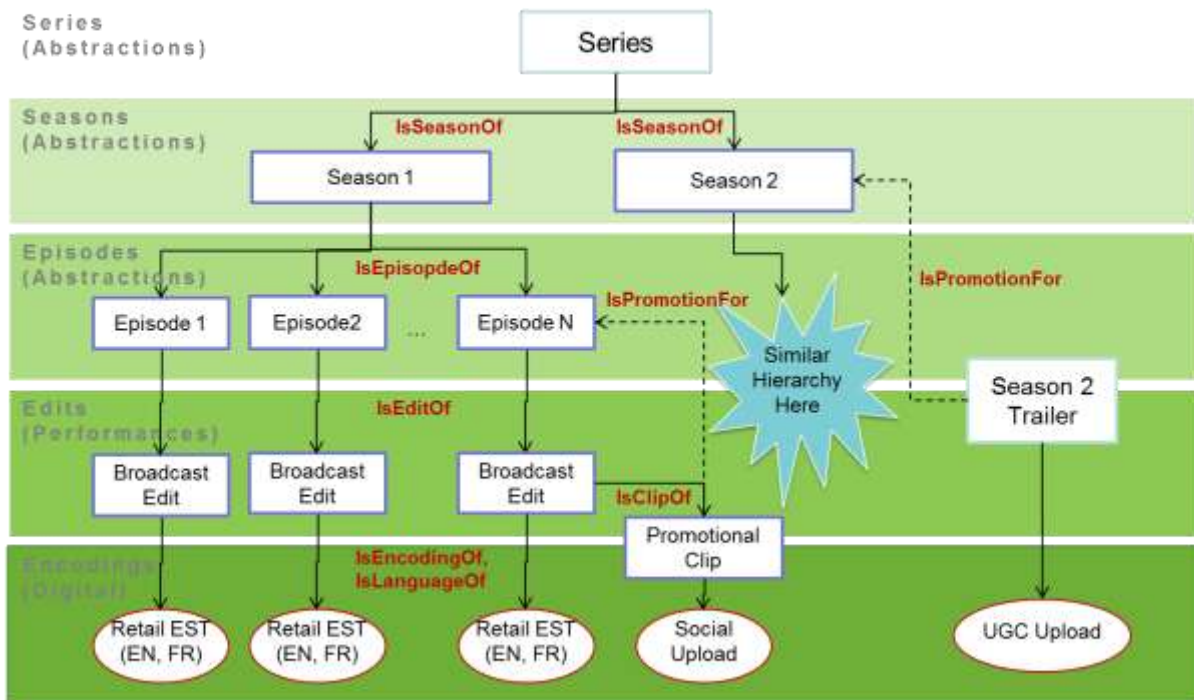 Series
(Abstractions)
Series
Seasons
(Abstractions)
IsSeasonOf
IsSeasonOf
Season 1
Season 2
Episodes
(Abstractions)
IsEpisopdeOf
IsPromotionFor
IsPromotionFor
Episode 1
Episode2
...
Episode N
Similar
Hierarchy
Here
Season 2
Trailer
Edits
(Performances)
IsEditOf
Broadcast
Edit
Broadcast
Edit
Broadcast
Edit
IsClipOf
Promotional
Clip
Encodings
(Digital)
IsEncodingOf,
IsLanguageOf
Retail EST
(EN, FR)
Retail EST
(EN, FR)
Retail EST
(EN, FR)
Social
Upload
UGC Upload